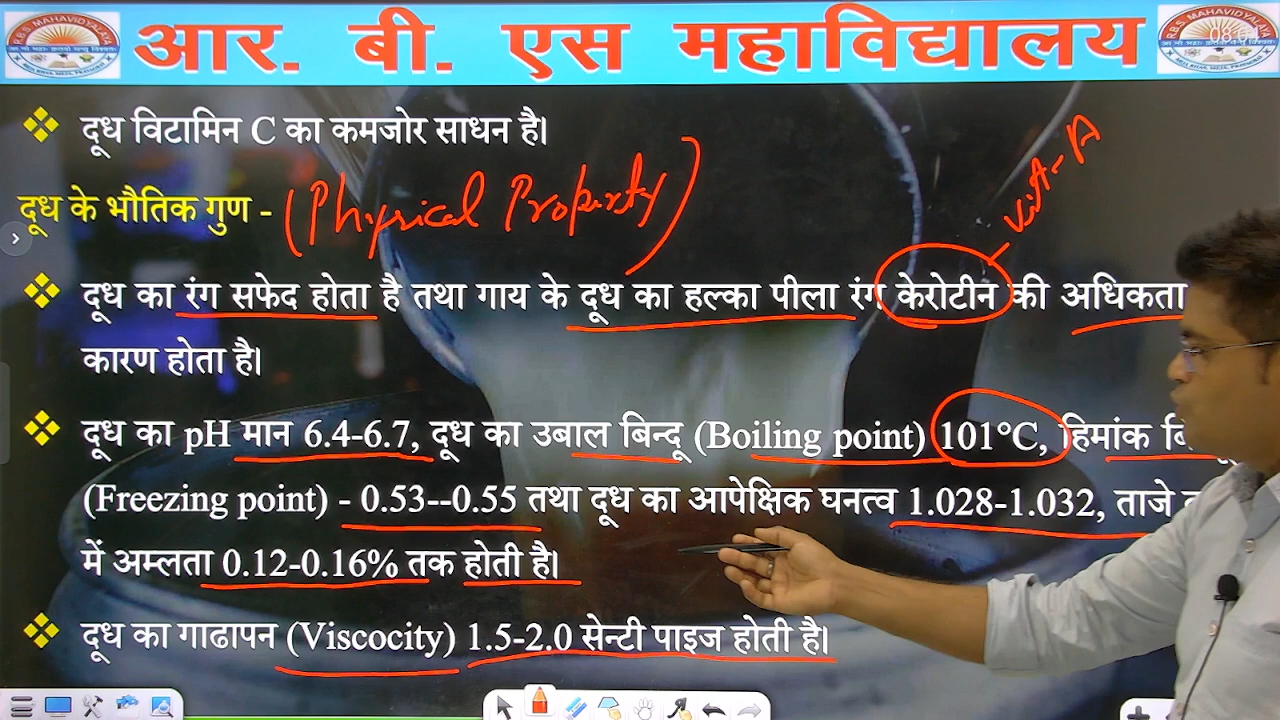 R.B.S. MAHAVIDYALAYA
आर. बी. एस महाविद्यालय
R.B.S. MAHAVIDYALAYA
दूध विटामिन C का कमजोर साधन है।
दूध के भौतिक गुण - (Physical Property)
Vit-A
दूध का रंग सफेद होता है तथा गाय के दूध का हल्का पीला रंग केरोटीन की अधिकता
कारण होता है।
दूध का pH मान 6.4-6.7, दूध का उबाल बिन्दू (Boiling point) 101°C, हिमांक
(Freezing point) - 0.53--0.55 तथा दूध का आपेक्षिक घनत्व 1.028-1.032, ताजे
में अम्लता 0.12-0.16% तक होती है।
दूध का गाढापन (Viscocity) 1.5-2.0 सेन्टी पाइज होती है।